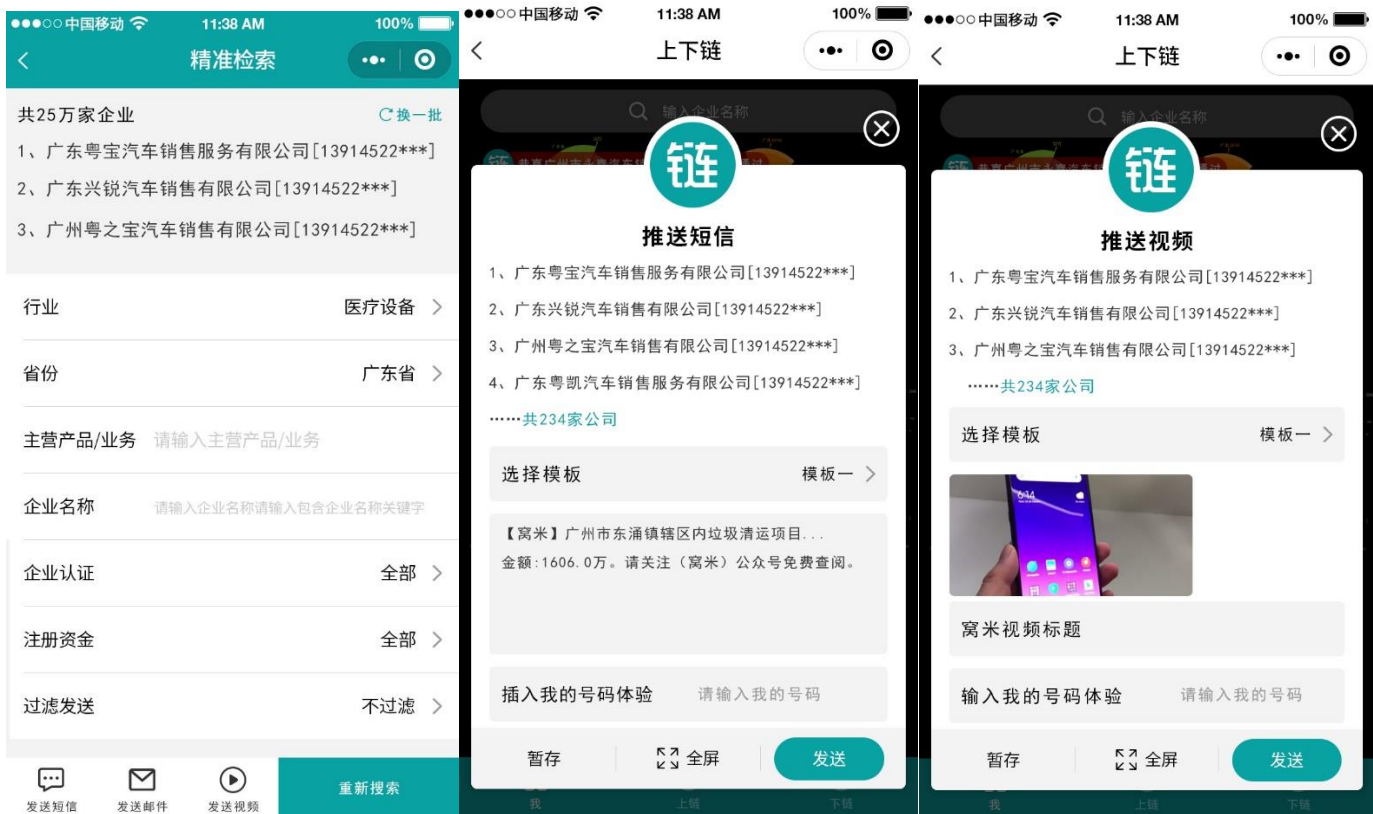 中国移动
11:38 AM
100%
精准检索
共25万家企业
换一批
1、广东粤宝汽车销售服务有限公司[13914522***]
2、广东兴锐汽车销售有限公司[13914522***]
3、广州粤之宝汽车销售有限公司[13914522***]
行业
医疗设备
省份
广东省
主营产品/业务
请输入主营产品/业务
企业名称
请输入企业名称请输入包含企业名称关键字
企业认证
全部
注册资金
全部
过滤发送
不过滤
发送短信
发送邮件
发送视频
重新搜索
中国移动
11:38 AM
100%
上下链
输入企业名称
链
推送短信
1、广东粤宝汽车销售服务有限公司[13914522***]
2、广东兴锐汽车销售有限公司[13914522***]
3、广州粤之宝汽车销售有限公司[13914522***]
4、广东粤凯汽车销售服务有限公司[13914522***]
……共234家公司
选择模板
模板一
【窝米】广州市东涌镇辖区内垃圾清运项目...
金额:1606.0万。请关注（窝米）公众号免费查阅。
插入我的号码体验
请输入我的号码
暂存
全屏
发送
我
上链
下链
中国移动
11:38 AM
100%
上下链
输入企业名称
链
推送视频
1、广东粤宝汽车销售服务有限公司[13914522***]
2、广东兴锐汽车销售有限公司[13914522***]
3、广州粤之宝汽车销售有限公司[13914522***]
……共234家公司
选择模板
模板一
6:14
窝米视频标题
输入我的号码体验
请输入我的号码
暂存
全屏
发送
我
上链
下链